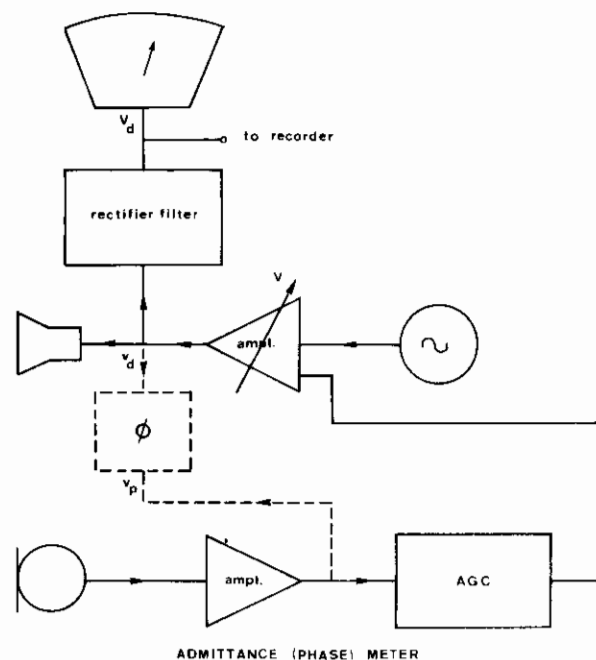 V_d
to recorder
rectifier filter
V
ampl.
~
v_d
ϕ
v_p
ampl.
AGC
ADMITTANCE (PHASE) METER